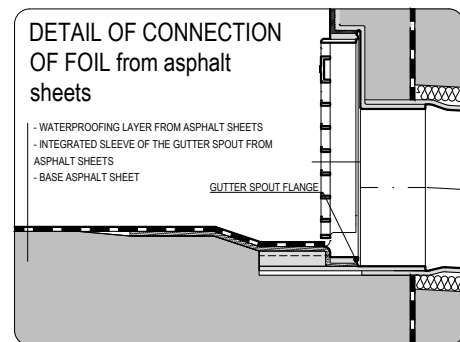 DETAIL OF CONNECTION
OF FOIL from asphalt
sheets
- WATERPROOFING LAYER FROM ASPHALT SHEETS
- INTEGRATED SLEEVE OF THE GUTTER SPOUT FROM
ASPHALT SHEETS
- BASE ASPHALT SHEET
GUTTER SPOUT FLANGE